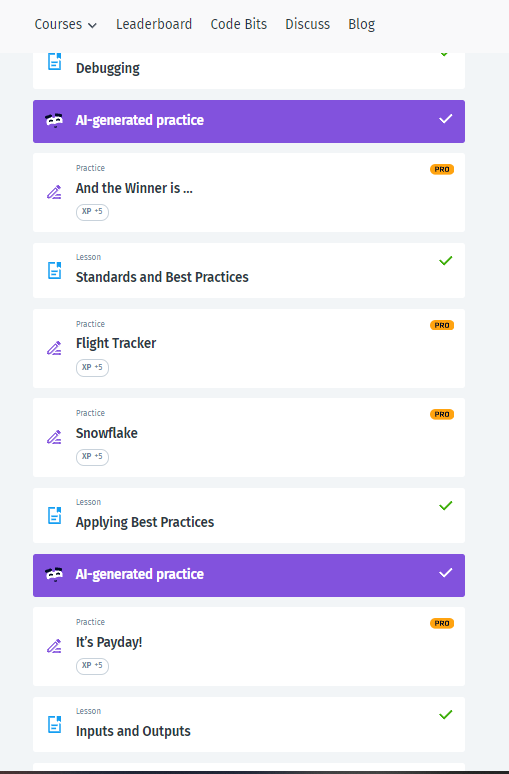 Courses Leaderboard Code Bits Discuss Blog
Debugging
AI-generated practice
Practice
PRO
And the Winner is ...
XP +5
Lesson
Standards and Best Practices
Practice
PRO
Flight Tracker
XP +5
Practice
PRO
Snowflake
XP +5
Lesson
Applying Best Practices
AI-generated practice
Practice
PRO
It's Payday!
XP +5
Lesson
Inputs and Outputs